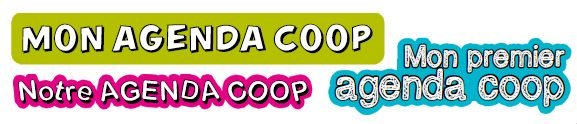 MON AGENDA COOP
Notre AGENDA COOP
Mon premier
agenda coop